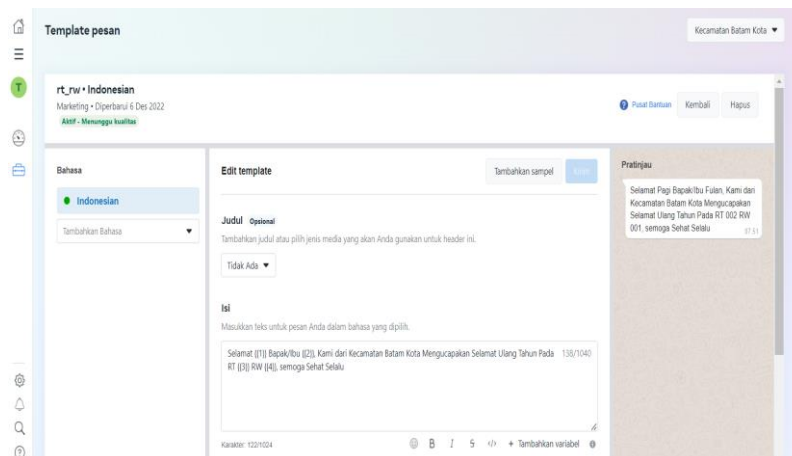 Template pesan
Kecamatan Batam Kota
T
rt_rw • Indonesian
Marketing • Diperbarui 6 Des 2022
Aktif - Menunggu kualitas
Pusat Bantuan
Kembali
Hapus
Bahasa
Indonesian
Tambahkan Bahasa
Edit template
Tambahkan sampel
Judul Opsional
Tambahkan judul atau pilih jenis media yang akan Anda gunakan untuk header ini.
Tidak Ada
Isi
Masukkan teks untuk pesan Anda dalam bahasa yang dipilih.
Selamat {{1}} Bapak/Ibu {{2}}, Kami dari Kecamatan Batam Kota Mengucapakan Selamat Ulang Tahun Pada
RT {{3}} RW {{4}}, semoga Sehat Selalu
138/1040
Karakter: 122/1024
B I S </> + Tambahkan variabel
Pratinjau
Selamat Pagi Bapak/Ibu Fulan, Kami dari
Kecamatan Batam Kota Mengucapakan
Selamat Ulang Tahun Pada RT 002 RW
001, semoga Sehat Selalu